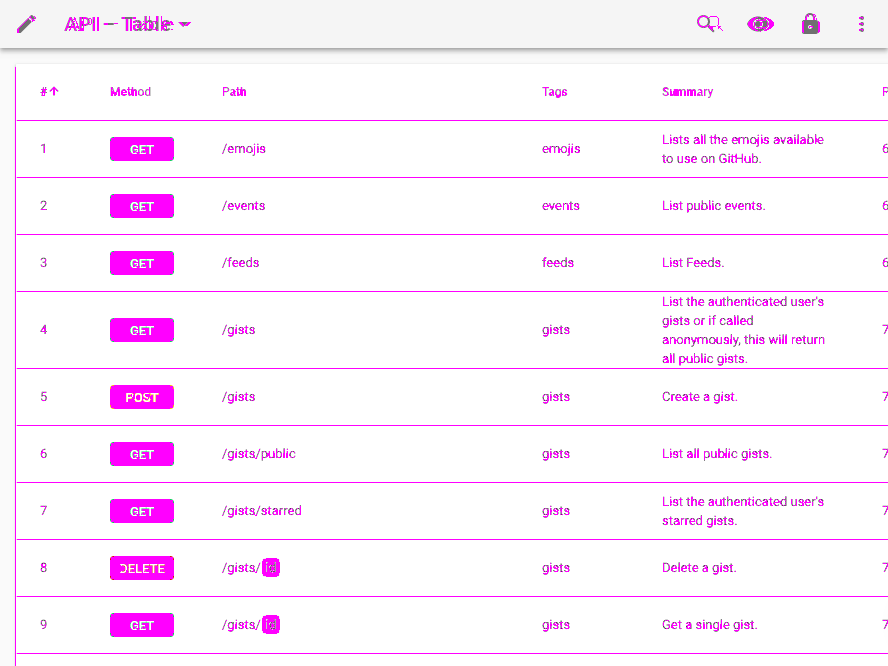 API – Table
# Method Path Tags Summary P
1 GET /emojis emojis Lists all the emojis available 6
to use on GitHub.
2 GET /events events List public events. 6
3 GET /feeds feeds List Feeds. 6
List the authenticated user's
gists or if called
4 GET /gists gists anonymously, this will return 7
all public gists.
5 POST /gists gists Create a gist. 7
6 GET /gists/public gists List all public gists. 7
7 GET /gists/starred gists List the authenticated user's 7
starred gists.
8 DELETE /gists/ gists Delete a gist. 7
9 GET /gists/ gists Get a single gist. 7